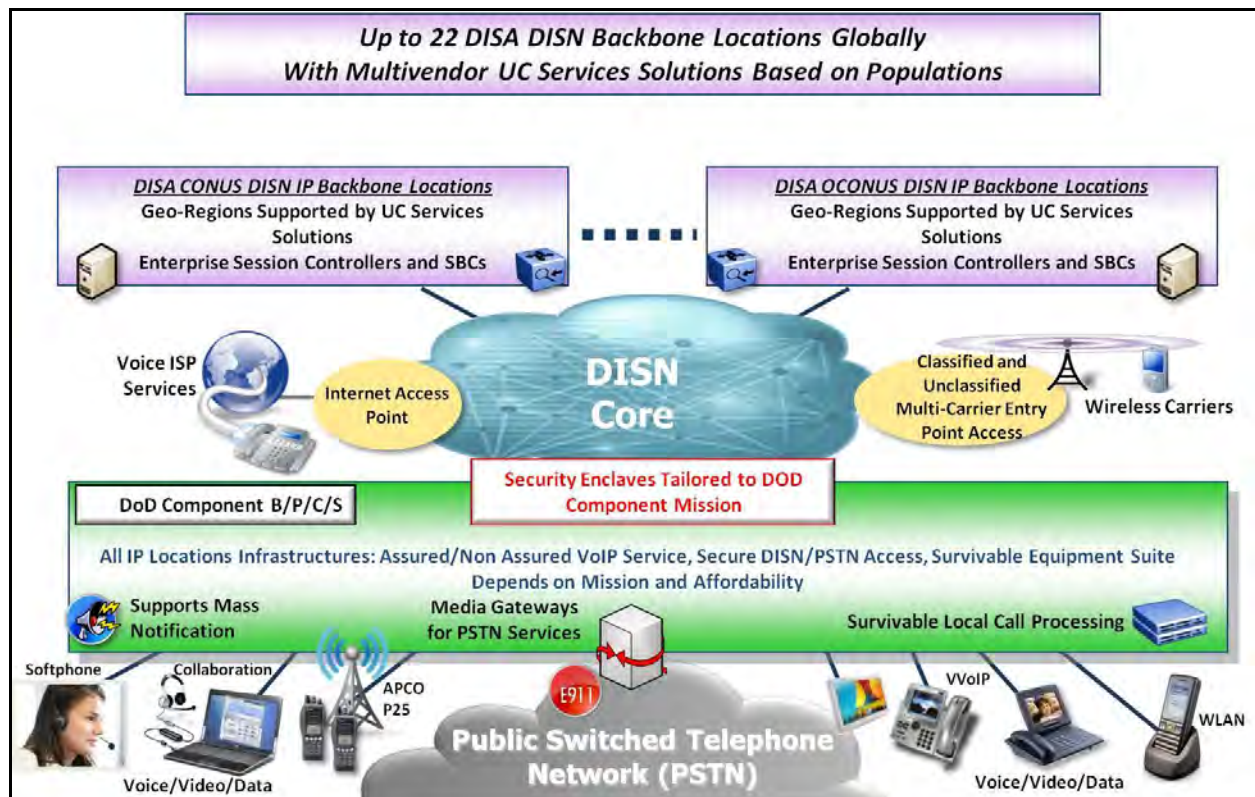 Up to 22 DISA DISN Backbone Locations Globally
With Multivendor UC Services Solutions Based on Populations
DISA CONUS DISN IP Backbone Locations
Geo-Regions Supported by UC Services
Solutions
Enterprise Session Controllers and SBCs
DISA OCONUS DISN IP Backbone Locations
Geo-Regions Supported by UC Services
Solutions
Enterprise Session Controllers and SBCs
Voice ISP
Services
Internet Access
Point
DISN
Core
Classified and
Unclassified
Multi-Carrier Entry
Point Access
Wireless Carriers
Security Enclaves Tailored to DOD
Component Mission
DoD Component B/P/C/S
All IP Locations Infrastructures: Assured/Non Assured VoIP Service, Secure DISN/PSTN Access, Survivable Equipment Suite
Depends on Mission and Affordability
Supports Mass
Notification
Media Gateways
for PSTN Services
Survivable Local Call Processing
Softphone
Collaboration
APCO
P25
E911
VVoIP
WLAN
Public Switched Telephone
Network (PSTN)
Voice/Video/Data
Voice/Video/Data